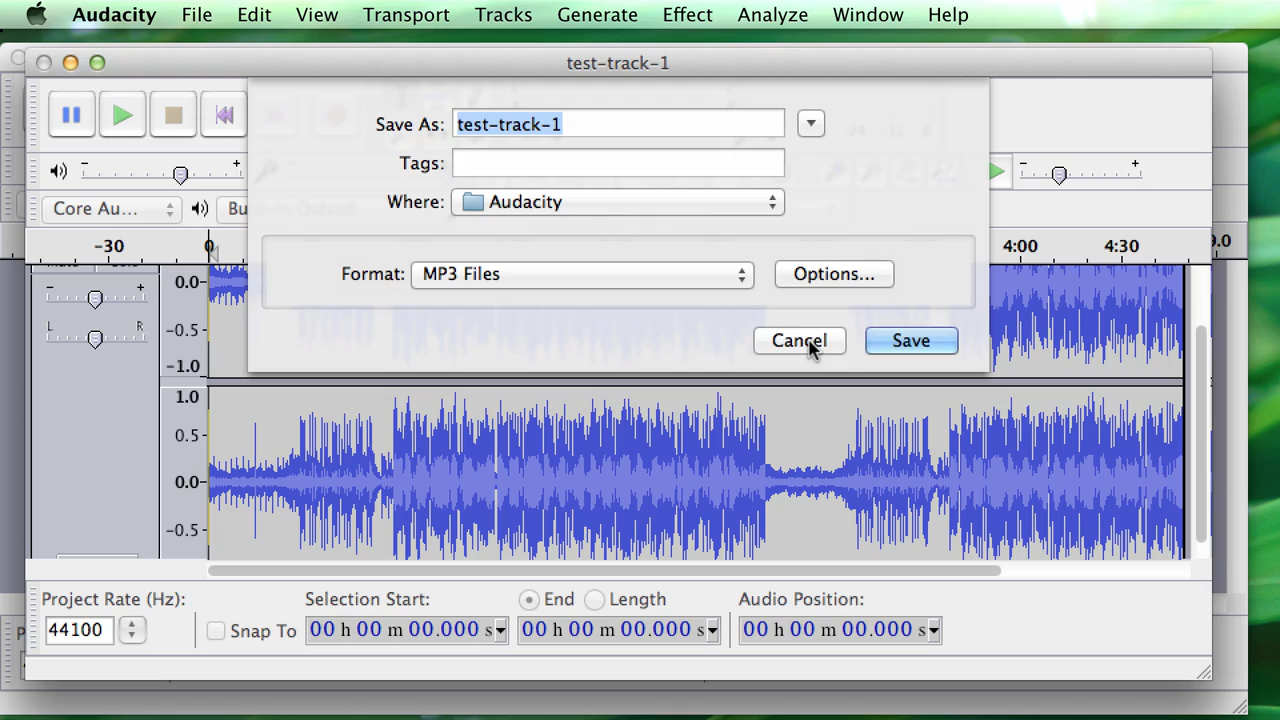 Audacity File Edit View Transport Tracks Generate Effect Analyze Window Help
test-track-1
Save As: test-track-1
Tags:
Where: Audacity
Core Au...
-30 0 4:00 4:30 9.0
Format: MP3 Files Options...
- +
L R
0.0-
-0.5-
-1.0
Cancel Save
1.0
0.5-
0.0-
-0.5-
Project Rate (Hz): Selection Start: End Length Audio Position:
44100 Snap To 00 h 00 m 00.000 s 00 h 00 m 00.000 s 00 h 00 m 00.000 s